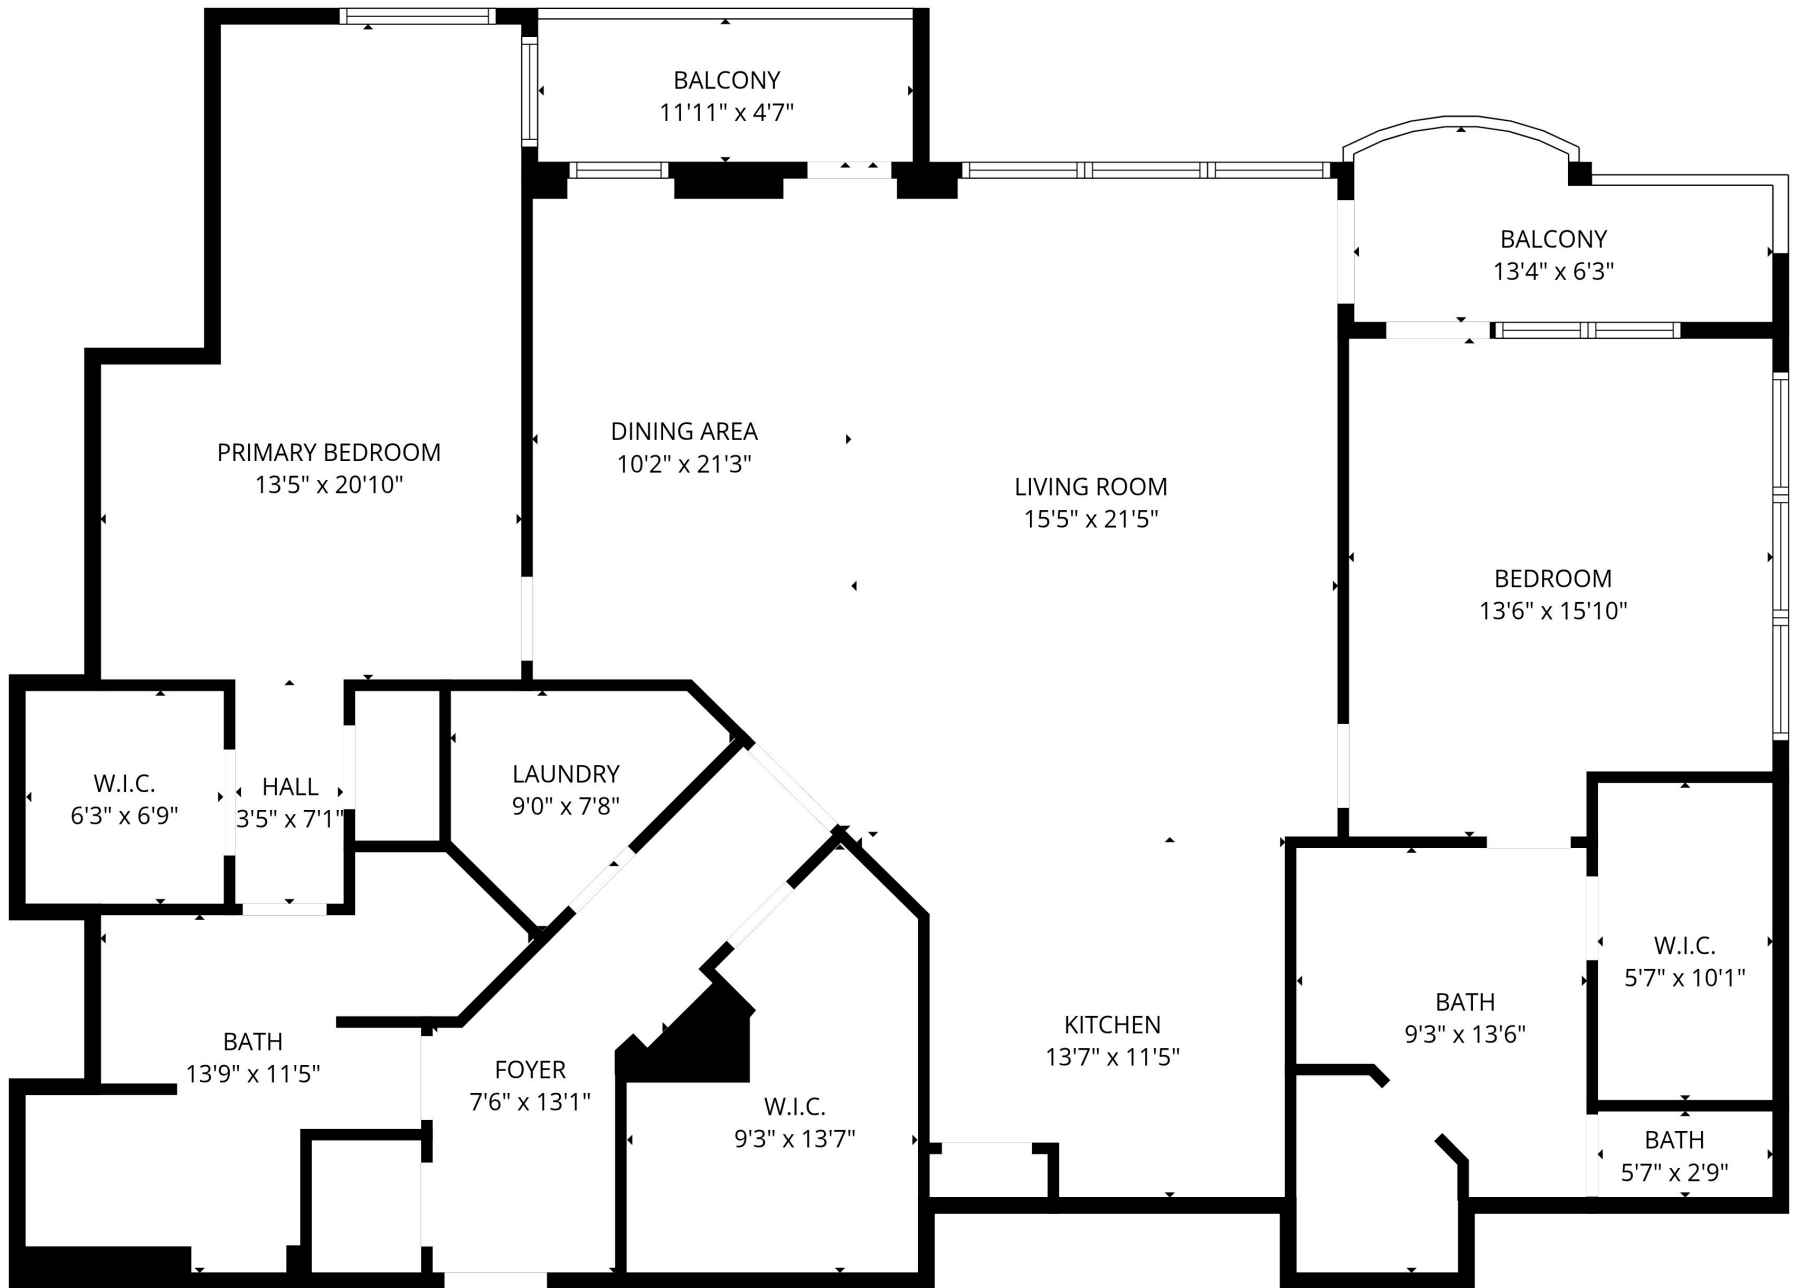 BALCONY
11'11" x 4'7"
BALCONY
13'4" x 6'3"
PRIMARY BEDROOM
13'5" x 20'10"
DINING AREA
10'2" x 21'3"
LIVING ROOM
15'5" x 21'5"
BEDROOM
13'6" x 15'10"
W.I.C.
6'3" x 6'9"
HALL
3'5" x 7'1"
LAUNDRY
9'0" x 7'8"
W.I.C.
5'7" x 10'1"
BATH
9'3" x 13'6"
KITCHEN
13'7" x 11'5"
BATH
13'9" x 11'5"
FOYER
7'6" x 13'1"
W.I.C.
9'3" x 13'7"
BATH
5'7" x 2'9"